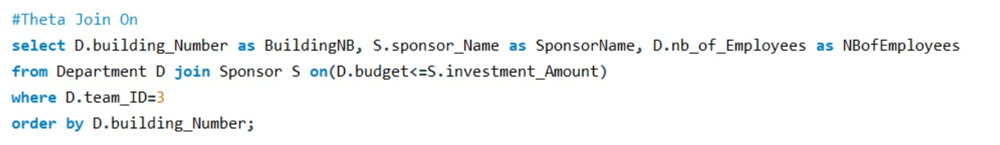 #Theta Join On
select D.building_Number as BuildingNB, S.sponsor_Name as SponsorName, D.nb_of_Employees as NBofEmployees
from Department D join Sponsor S on(D.budget<=S.investment_Amount)
where D.team_ID=3
order by D.building_Number;